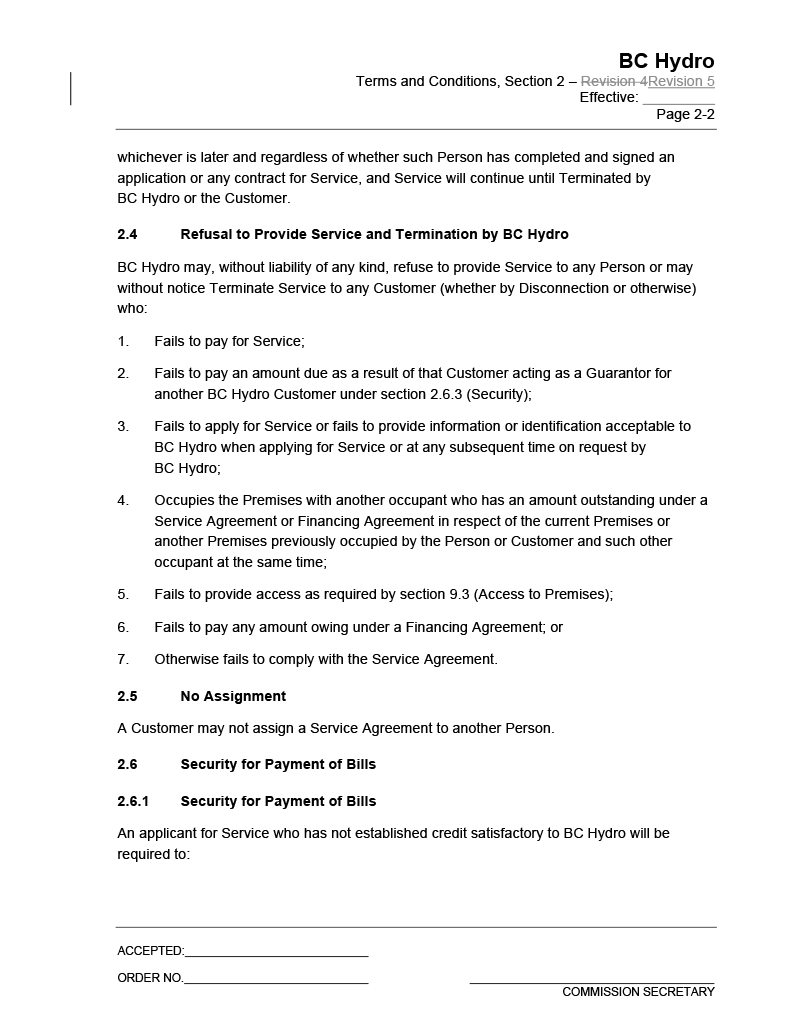 BC Hydro
Terms and Conditions, Section 2 – Revision 4Revision 5
Effective: _________
Page 2-2
whichever is later and regardless of whether such Person has completed and signed an
application or any contract for Service, and Service will continue until Terminated by
BC Hydro or the Customer.
2.4 Refusal to Provide Service and Termination by BC Hydro
BC Hydro may, without liability of any kind, refuse to provide Service to any Person or may
without notice Terminate Service to any Customer (whether by Disconnection or otherwise)
who:
1. Fails to pay for Service;
2. Fails to pay an amount due as a result of that Customer acting as a Guarantor for
another BC Hydro Customer under section 2.6.3 (Security);
3. Fails to apply for Service or fails to provide information or identification acceptable to
BC Hydro when applying for Service or at any subsequent time on request by
BC Hydro;
4. Occupies the Premises with another occupant who has an amount outstanding under a
Service Agreement or Financing Agreement in respect of the current Premises or
another Premises previously occupied by the Person or Customer and such other
occupant at the same time;
5. Fails to provide access as required by section 9.3 (Access to Premises);
6. Fails to pay any amount owing under a Financing Agreement; or
7. Otherwise fails to comply with the Service Agreement.
2.5 No Assignment
A Customer may not assign a Service Agreement to another Person.
2.6 Security for Payment of Bills
2.6.1 Security for Payment of Bills
An applicant for Service who has not established credit satisfactory to BC Hydro will be
required to:
ACCEPTED:___________________________
ORDER NO.___________________________
COMMISSION SECRETARY